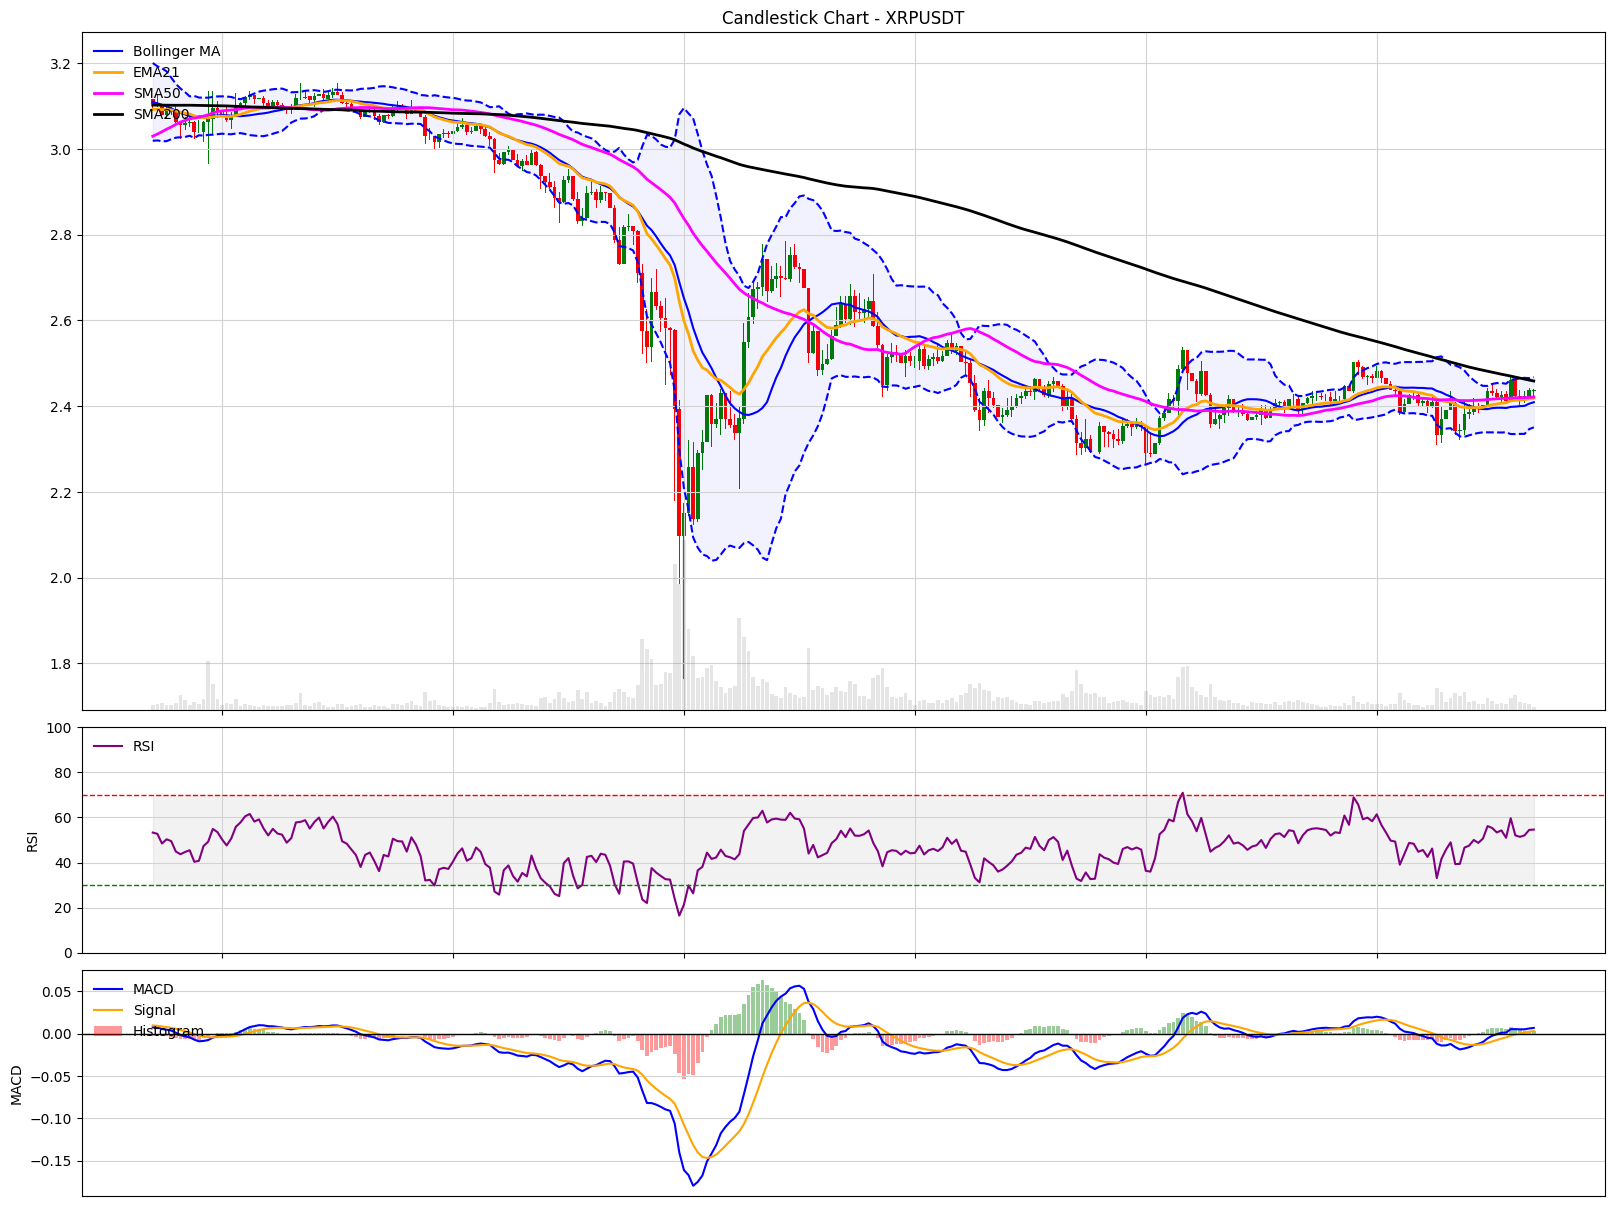 Candlestick Chart - XRPUSDT
Bollinger MA
EMA21
SMA50
SMA200
3.2
3.0
2.8
2.6
2.4
2.2
2.0
1.8
RSI
RSI
100
80
60
40
20
0
MACD
MACD
Signal
Histogram
0.05
0.00
−0.05
−0.10
−0.15